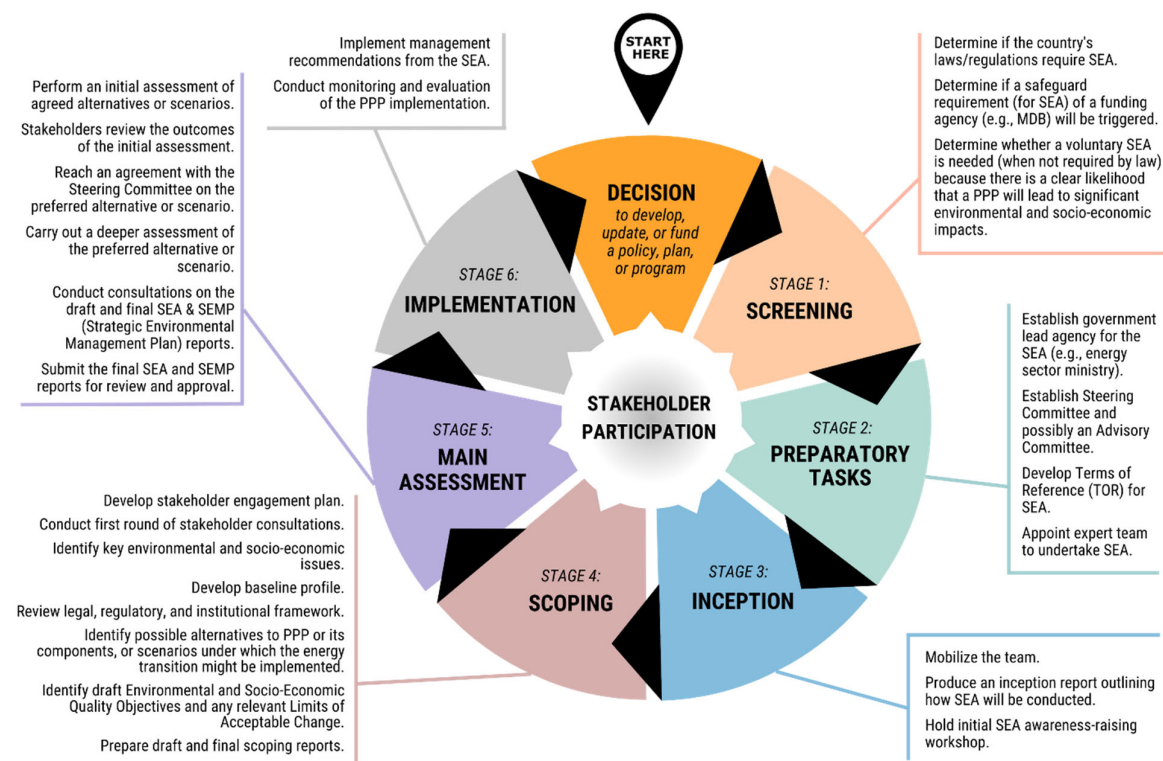 START
HERE
DECISION
to develop,
update, or fund
a policy, plan,
or program
STAGE 1:
SCREENING
Determine if the country's
laws/regulations require SEA.
Determine if a safeguard
requirement (for SEA) of a funding
agency (e.g., MDB) will be triggered.
Determine whether a voluntary SEA
is needed (when not required by law)
because there is a clear likelihood
that a PPP will lead to significant
environmental and socio-economic
impacts.
STAGE 2:
PREPARATORY
TASKS
Establish government
lead agency for the
SEA (e.g., energy
sector ministry).
Establish Steering
Committee and
possibly an Advisory
Committee.
Develop Terms of
Reference (TOR) for
SEA.
Appoint expert team
to undertake SEA.
STAGE 3:
INCEPTION
Mobilize the team.
Produce an inception report outlining
how SEA will be conducted.
Hold initial SEA awareness-raising
workshop.
STAGE 4:
SCOPING
Develop stakeholder engagement plan.
Conduct first round of stakeholder consultations.
Identify key environmental and socio-economic
issues.
Develop baseline profile.
Review legal, regulatory, and institutional framework.
Identify possible alternatives to PPP or its
components, or scenarios under which the energy
transition might be implemented.
Identify draft Environmental and Socio-Economic
Quality Objectives and any relevant Limits of
Acceptable Change.
Prepare draft and final scoping reports.
STAGE 5:
MAIN
ASSESSMENT
Perform an initial assessment of
agreed alternatives or scenarios.
Stakeholders review the outcomes
of the initial assessment.
Reach an agreement with the
Steering Committee on the
preferred alternative or scenario.
Carry out a deeper assessment of
the preferred alternative or
scenario.
Conduct consultations on the
draft and final SEA & SEMP
(Strategic Environmental
Management Plan) reports.
Submit the final SEA and SEMP
reports for review and approval.
STAGE 6:
IMPLEMENTATION
Implement management
recommendations from the SEA.
Conduct monitoring and evaluation
of the PPP implementation.
STAKEHOLDER
PARTICIPATION